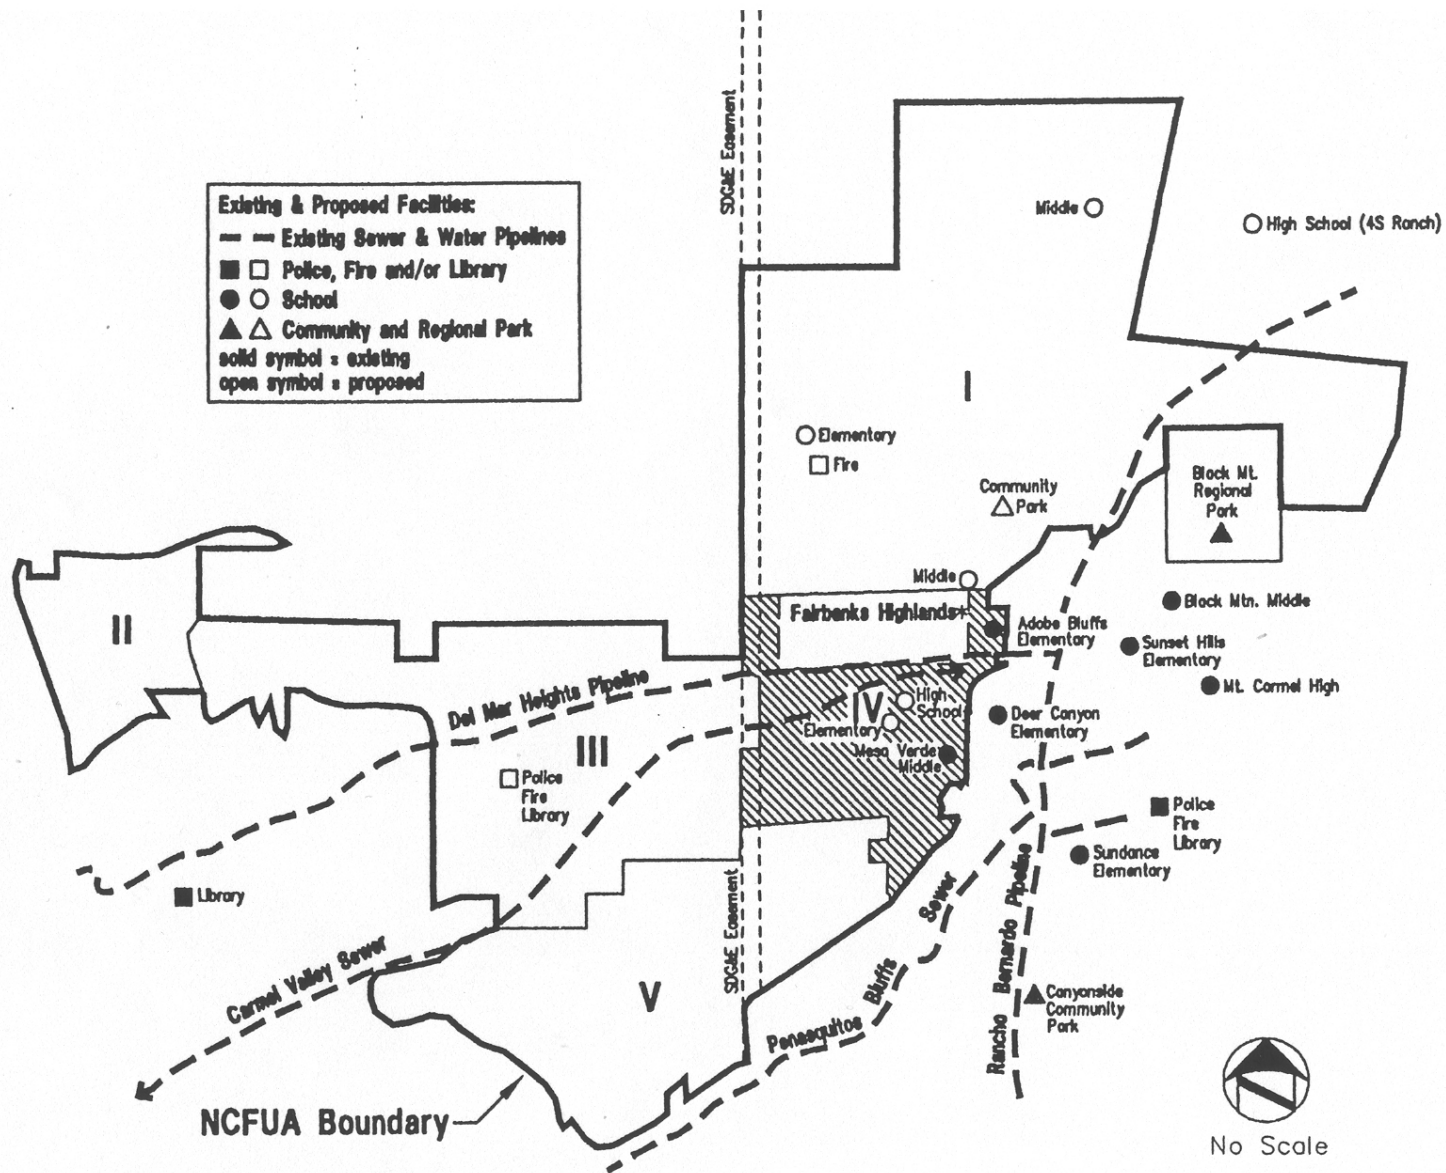 SDG&E Easement
Existing & Proposed Facilities:
Existing Sewer & Water Pipelines
Police, Fire and/or Library
School
Community and Regional Park
solid symbol = existing
open symbol = proposed
Middle
High School (4S Ranch)
I
Elementary
Fire
Community
Park
Black Mt.
Regional
Park
Middle
Black Mtn. Middle
Fairbanks Highlands*
Adobe Bluffs
Elementary
Sunset Hills
Elementary
Mt. Carmel High
II
Del Mar Heights Pipeline
High
School
IV
Elementary
Deer Canyon
Elementary
Mesa Verde
Middle
III
Police
Fire
Library
Police
Fire
Library
Sundance
Elementary
Library
SDG&E Easement
Carmel Valley Sewer
V
Penasquitos Bluffs Sewer
Rancho Bernardo Pipeline
Canyonside
Community
Park
NCFUA Boundary
No Scale